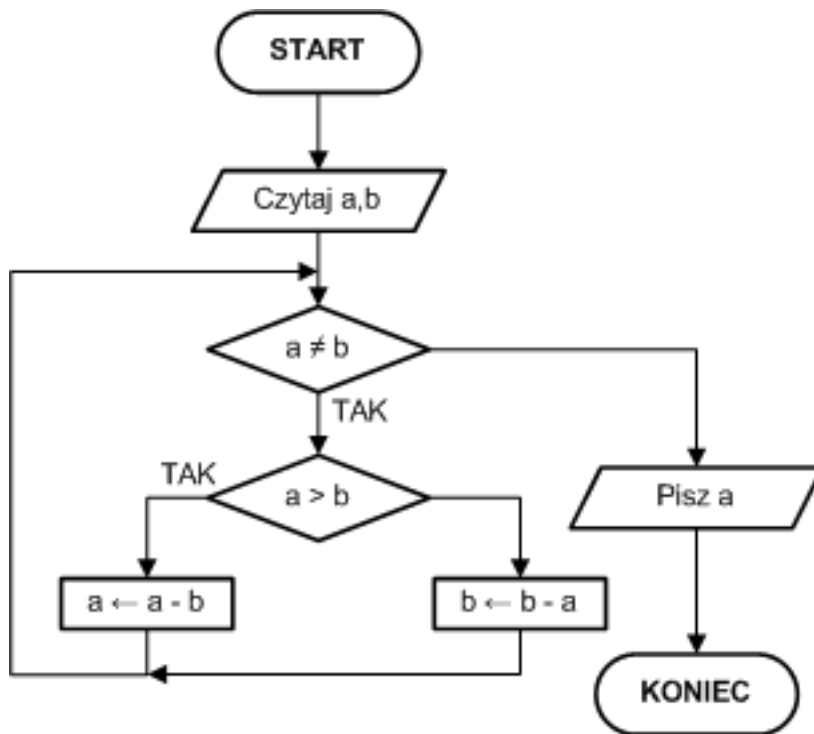 START
Czytaj a,b
a ≠ b
TAK
TAK
a > b
Pisz a
a ← a - b
b ← b - a
KONIEC